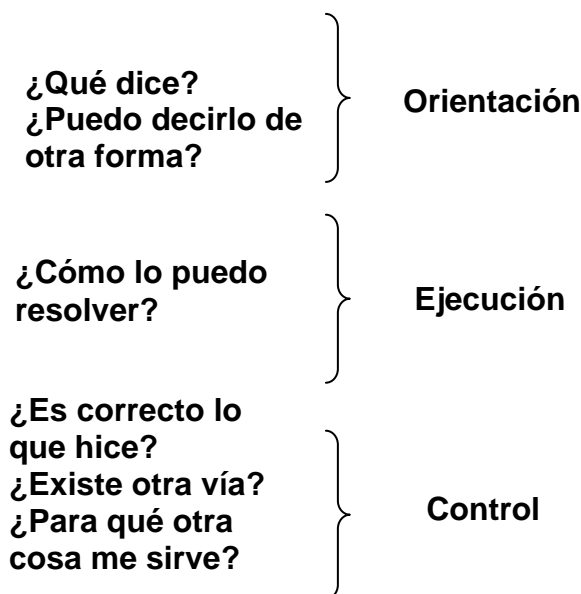 ¿Qué dice?
¿Puedo decirlo de
otra forma?
Orientación
¿Cómo lo puedo
resolver?
Ejecución
¿Es correcto lo
que hice?
¿Existe otra vía?
¿Para qué otra
cosa me sirve?
Control